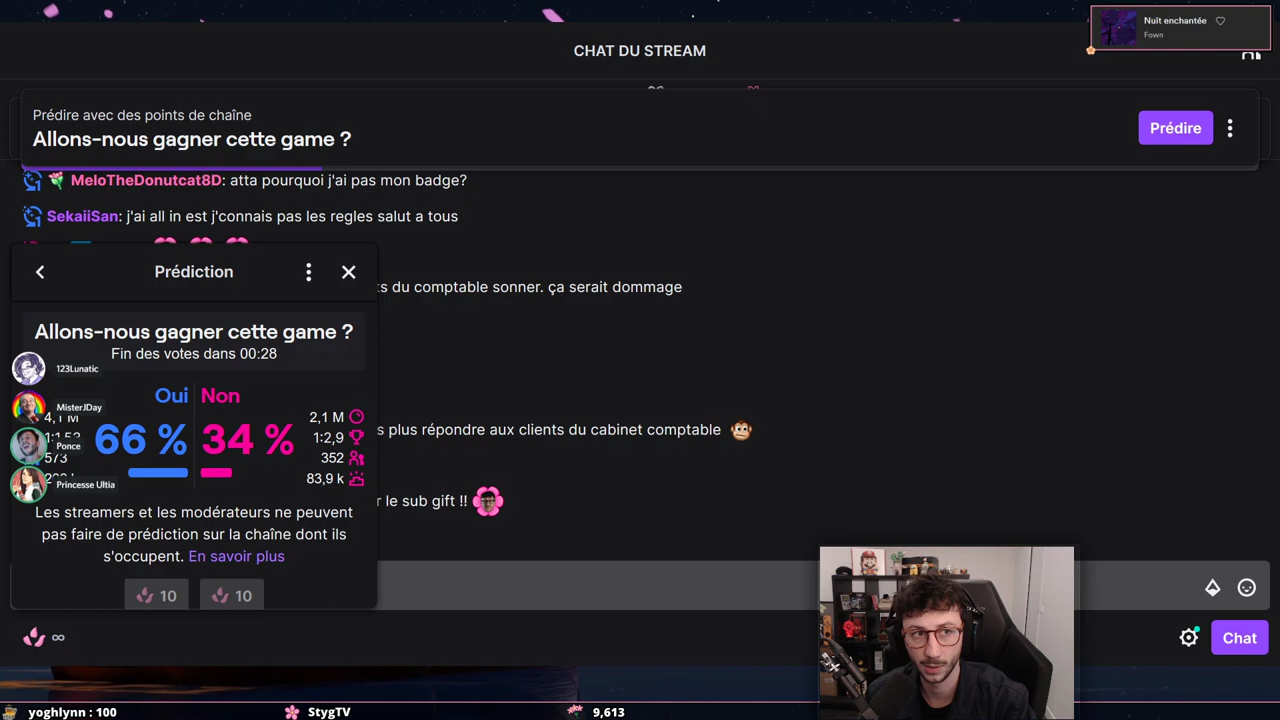 Nuit enchantée
Fown
CHAT DU STREAM
Prédire avec des points de chaîne
Allons-nous gagner cette game ?
Prédire
MeloTheDonutcat8D: atta pourquoi j'ai pas mon badge?
SekaiiSan: j'ai all in est j'connais pas les regles salut a tous
Prédiction
ts du comptable sonner. ça serait dommage
Allons-nous gagner cette game ?
Fin des votes dans 00:28
123Lunatic
Oui
Non
MisterJDay
2,1 M
66 %
34 %
1:2,9
s plus répondre aux clients du cabinet comptable
Ponce
573
352
Princesse Ultia
83,9 k
r le sub gift !!
Les streamers et les modérateurs ne peuvent
pas faire de prédiction sur la chaîne dont ils
s'occupent. En savoir plus
10
10
∞
Chat
yoghlynn : 100
StygTV
9,613